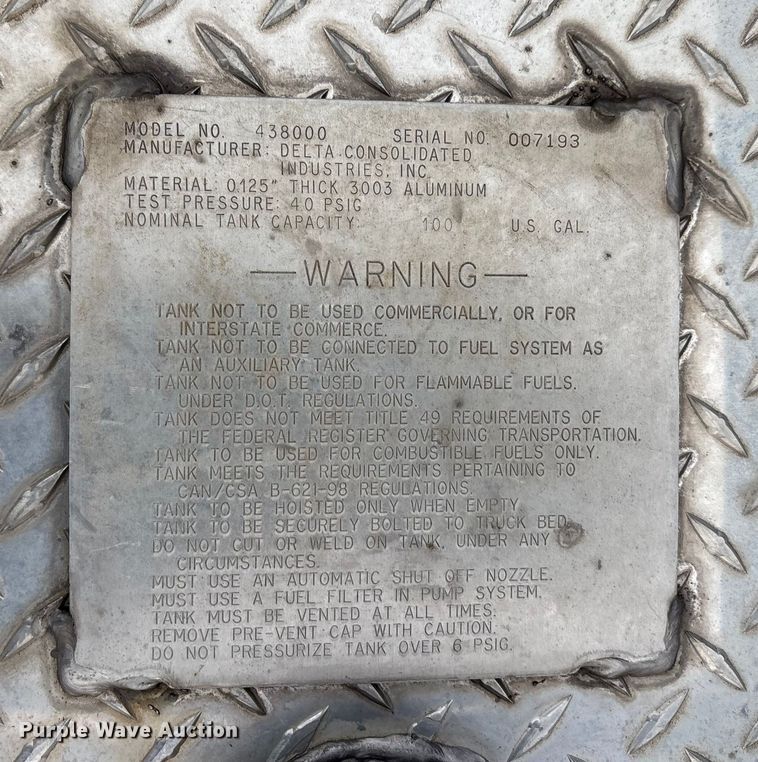 MODEL NO. 438000 SERIAL NO. 007193
MANUFACTURER: DELTA CONSOLIDATED
INDUSTRIES, INC.
MATERIAL: 0.125" THICK 3003 ALUMINUM
TEST PRESSURE: 4.0 PSIG
NOMINAL TANK CAPACITY: 100 U.S. GAL.
—WARNING—
TANK NOT TO BE USED COMMERCIALLY, OR FOR
INTERSTATE COMMERCE.
TANK NOT TO BE CONNECTED TO FUEL SYSTEM AS
AN AUXILIARY TANK.
TANK NOT TO BE USED FOR FLAMMABLE FUELS.
UNDER D.O.T. REGULATIONS.
TANK DOES NOT MEET TITLE 49 REQUIREMENTS OF
THE FEDERAL REGISTER GOVERNING TRANSPORTATION.
TANK TO BE USED FOR COMBUSTIBLE FUELS ONLY.
TANK MEETS THE REQUIREMENTS PERTAINING TO
CAN/CSA B-621-98 REGULATIONS.
TANK TO BE HOISTED ONLY WHEN EMPTY
TANK TO BE SECURELY BOLTED TO TRUCK BED.
DO NOT CUT OR WELD ON TANK, UNDER ANY
CIRCUMSTANCES.
MUST USE AN AUTOMATIC SHUT OFF NOZZLE.
MUST USE A FUEL FILTER IN PUMP SYSTEM.
TANK MUST BE VENTED AT ALL TIMES.
REMOVE PRE-VENT CAP WITH CAUTION.
DO NOT PRESSURIZE TANK OVER 6 PSIG.
Purple Wave Auction